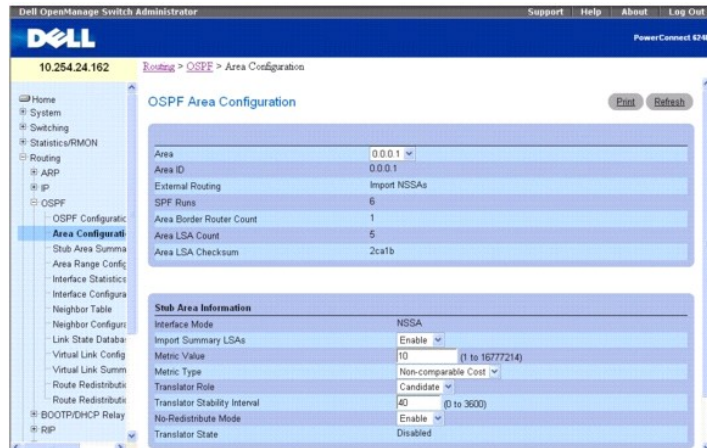 Dell OpenManage Switch Administrator Support Help About Log Out
DELL
PowerConnect 624
10.254.24.162
Routing > OSPF > Area Configuration
Home
System
Switching
Statistics/RMON
Routing
ARP
IP
OSPF
OSPF Configuratic
Area Configurati
Stub Area Summa
Area Range Config
Interface Statistics
Interface Configura
Neighbor Table
Neighbor Configura
Link State Databa
Virtual Link Config
Virtual Link Summ
Route Redistributi
Route Redistributi
BOOTP/DHCP Relay
RIP
OSPF Area Configuration
Print Refresh
Area 0.0.0.1
Area ID 0.0.0.1
External Routing Import NSSAs
SPF Runs 6
Area Border Router Count 1
Area LSA Count 5
Area LSA Checksum 2ca1b
Stub Area Information
Interface Mode NSSA
Import Summary LSAs Enable
Metric Value 10 (1 to 16777214)
Metric Type Non-comparable Cost
Translator Role Candidate
Translator Stability Interval 40 (0 to 3600)
No-Redistribute Mode Enable
Translator State Disabled